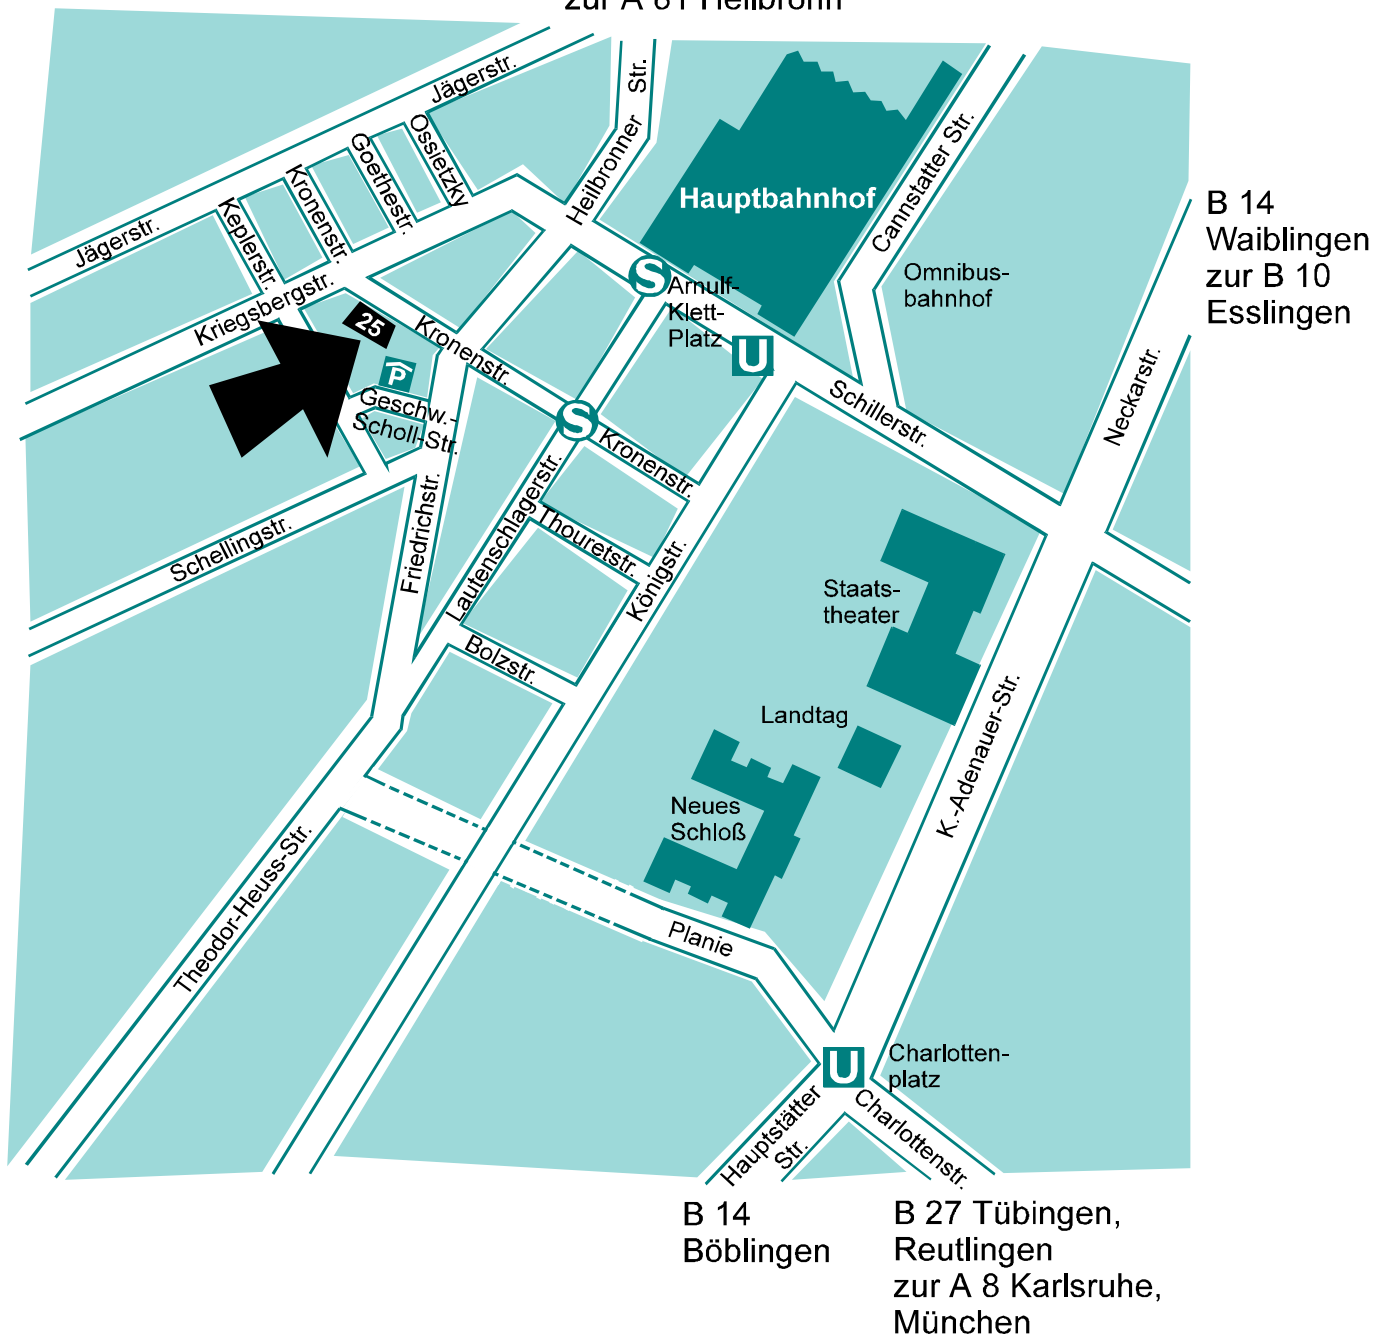 zur A 81 Heilbronn
Jägerstr.
Str.
Heilbronner
Ossietzky
Goethestr.
Kronenstr.
Keplerstr.
Jägerstr.
Kriegsbergstr.
Hauptbahnhof
Cannstatter Str.
B 14
Waiblingen
zur B 10
Esslingen
Omnibus-
bahnhof
S
Arnulf-
Klett-
Platz
U
25
Kronenstr.
P
Geschw.-
Scholl-Str.
S
Kronenstr.
Schillerstr.
Neckarstr.
Schellingstr.
Friedrichstr.
Lautenschlagerstr.
Thouretstr.
Königstr.
Bolzstr.
Staats-
theater
Landtag
Neues
Schloß
K.-Adenauer-Str.
Theodor-Heuss-Str.
Planie
U
Charlotten-
platz
Hauptstätter
Str.
Charlottenstr.
B 14
Böblingen
B 27 Tübingen,
Reutlingen
zur A 8 Karlsruhe,
München